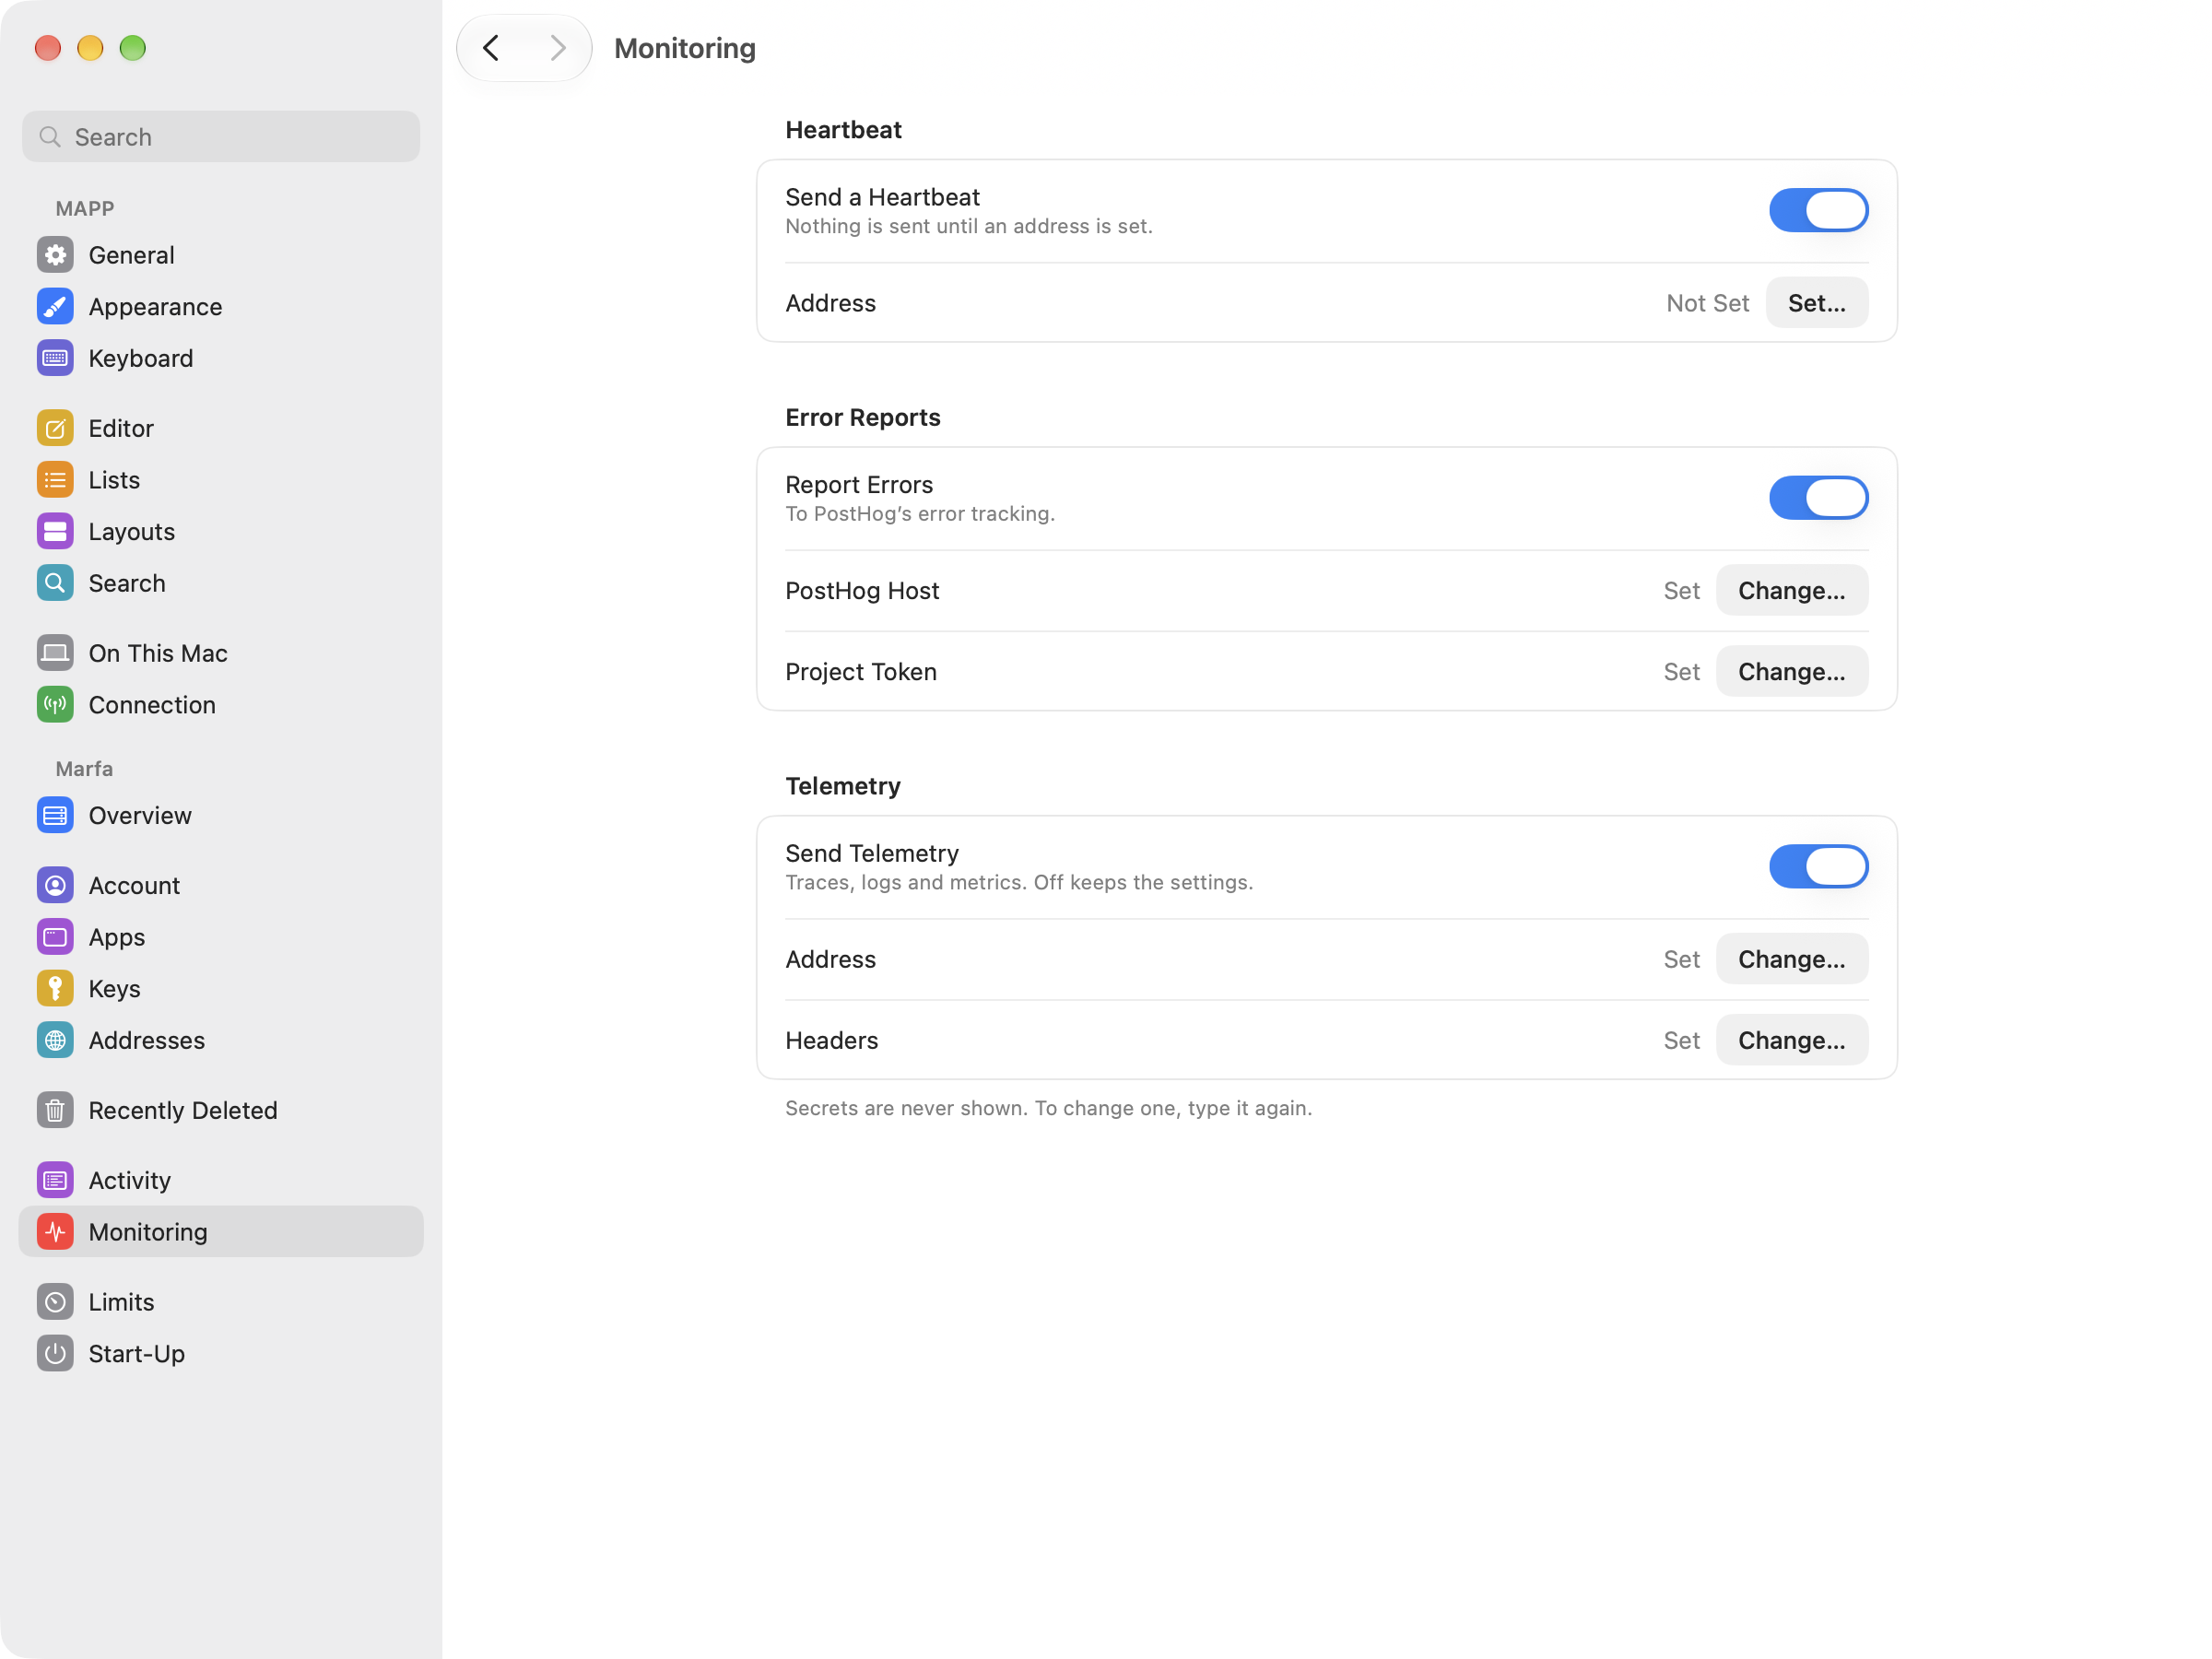 Monitoring
Search
MAPP
General
Appearance
Keyboard
Editor
Lists
Layouts
Search
On This Mac
Connection
Marfa
Overview
Account
Apps
Keys
Addresses
Recently Deleted
Activity
Monitoring
Limits
Start-Up
Heartbeat
Send a Heartbeat
Nothing is sent until an address is set.
Address Not Set Set...
Error Reports
Report Errors
To PostHog’s error tracking.
PostHog Host Set Change...
Project Token Set Change...
Telemetry
Send Telemetry
Traces, logs and metrics. Off keeps the settings.
Address Set Change...
Headers Set Change...
Secrets are never shown. To change one, type it again.